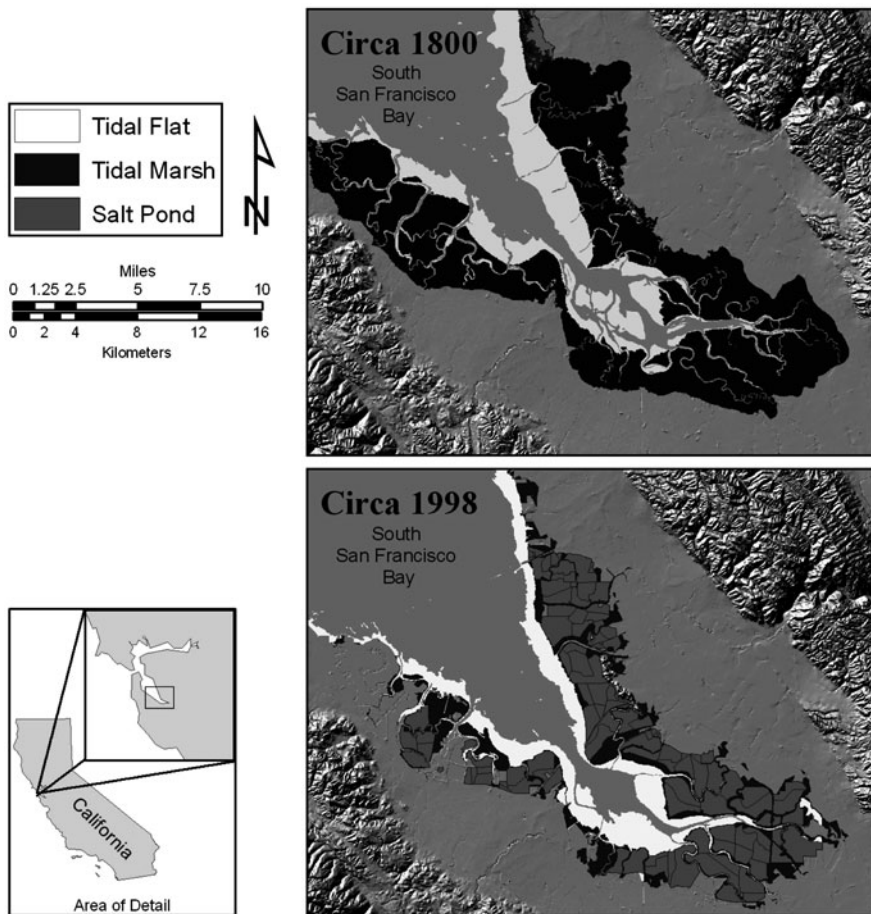 Circa 1800
South
San Francisco
Bay
Tidal Flat
Tidal Marsh
Salt Pond
N
Miles
0 1.25 2.5 5 7.5 10
0 2 4 8 12 16
Kilometers
Circa 1998
South
San Francisco
Bay
California
Area of Detail